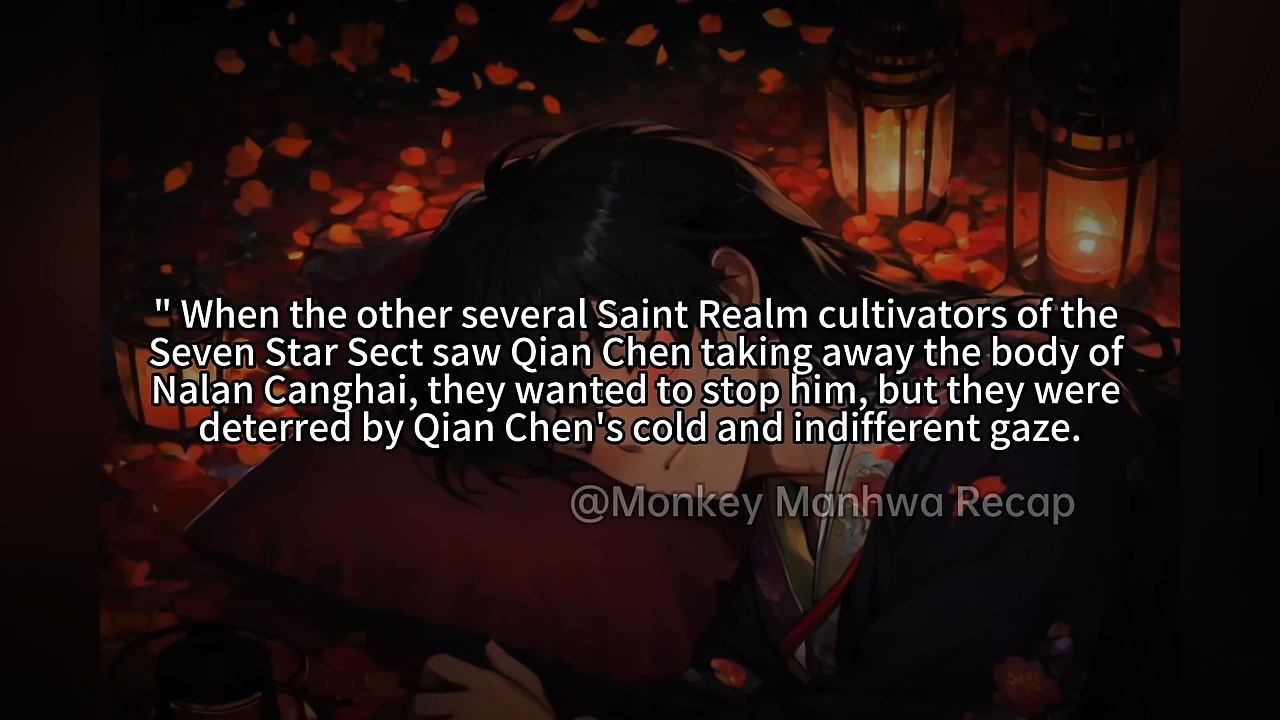 " When the other several Saint Realm cultivators of the
Seven Star Sect saw Qian Chen taking away the body of
Nalan Canghai, they wanted to stop him, but they were
deterred by Qian Chen's cold and indifferent gaze.
@Monkey Manhwa Recap